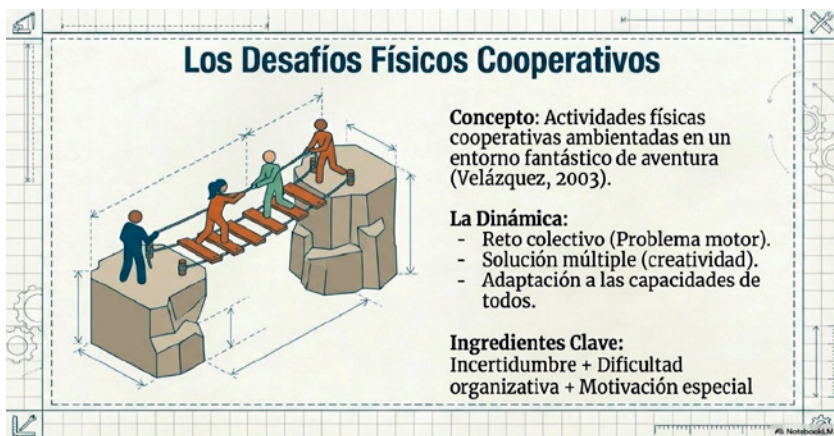 Los Desafíos Físicos Cooperativos
Concepto: Actividades físicas
cooperativas ambientadas en un
entorno fantástico de aventura
(Velázquez, 2003).
La Dinámica:
- Reto colectivo (Problema motor).
- Solución múltiple (creatividad).
- Adaptación a las capacidades de
todos.
Ingredientes Clave:
Incertidumbre + Dificultad
organizativa + Motivación especial
NotebookLM